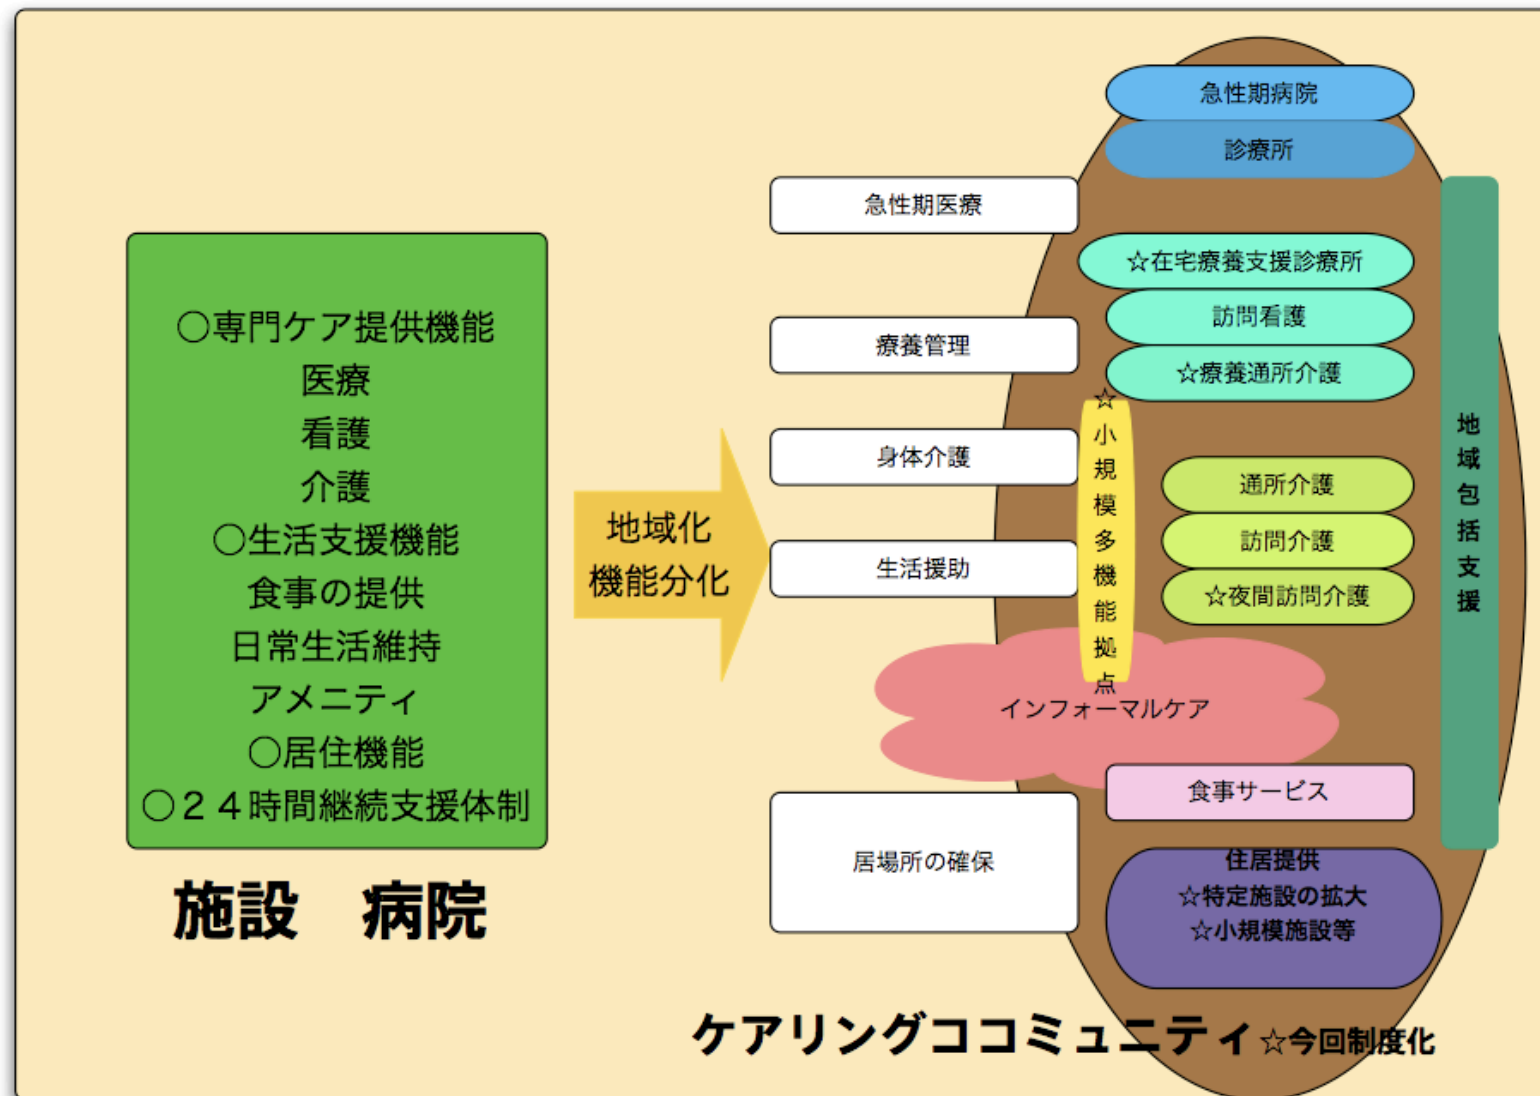 ○専門ケア提供機能
医療
看護
介護
○生活支援機能
食事の提供
日常生活維持
アメニティ
○居住機能
○２４時間継続支援体制
施設　病院
地域化
機能分化
急性期医療
療養管理
身体介護
生活援助
居場所の確保
急性期病院
診療所
☆在宅療養支援診療所
訪問看護
☆療養通所介護
☆小規模多機能拠点
通所介護
訪問介護
☆夜間訪問介護
インフォーマルケア
食事サービス
住居提供
☆特定施設の拡大
☆小規模施設等
地域包括支援
ケアリングココミュニティ☆今回制度化